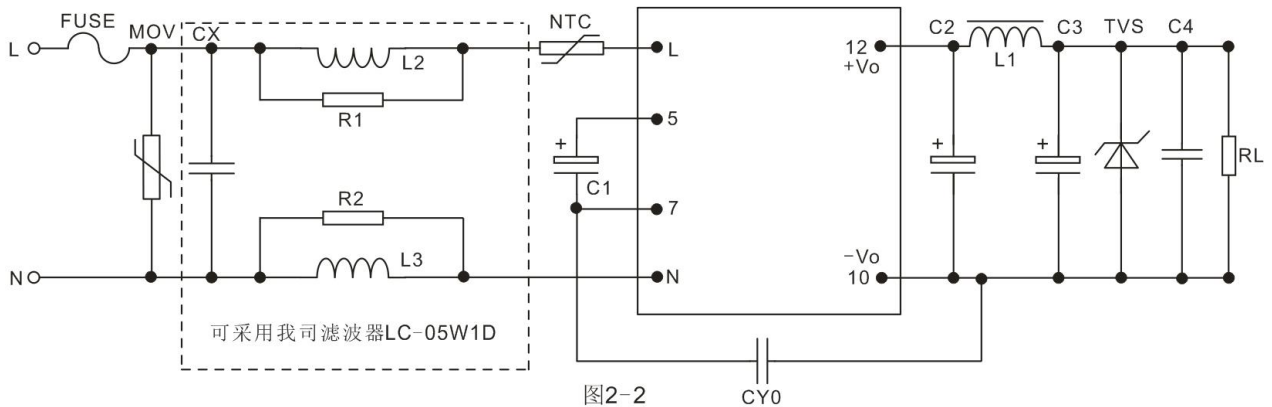 FUSE
MOV
CX
NTC
L
L2
R1
L
5
+
C1
7
R2
L3
N
N
可采用我司滤波器LC-05W1D
12
+Vo
-Vo
10
C2
L1
C3
TVS
C4
+
+
RL
CY0
图2-2